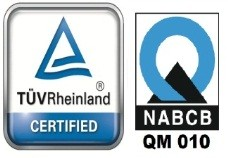 ®
TÜVRheinland
CERTIFIED
NABCB
QM 010